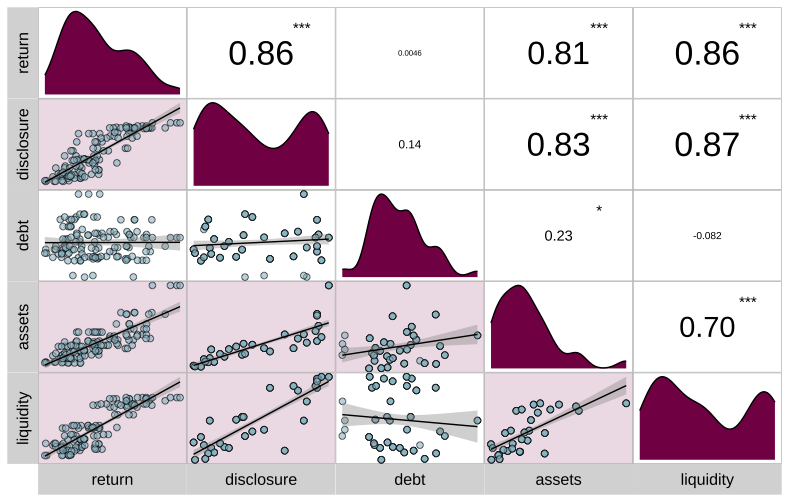 return
0.86 ***
0.0046
0.81 ***
0.86 ***
disclosure
0.14
0.83 ***
0.87 ***
debt
0.23 *
-0.082
assets
0.70 ***
liquidity
return disclosure debt assets liquidity